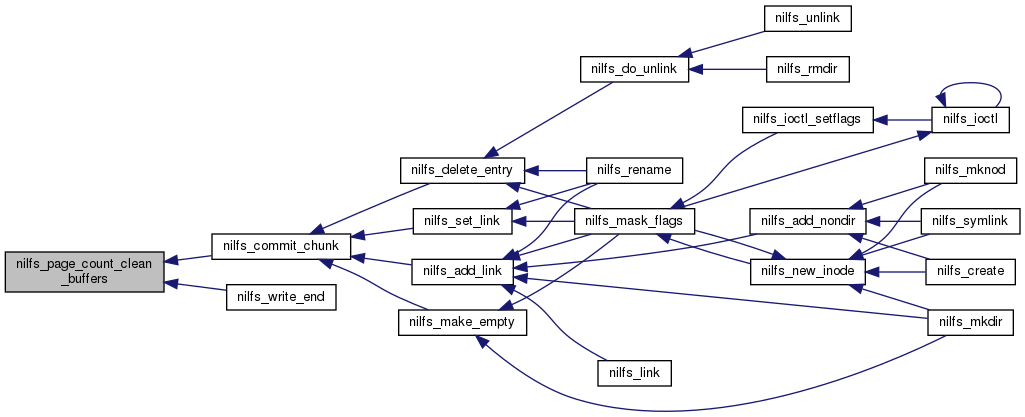 nilfs_unlink
nilfs_do_unlink
nilfs_rmdir
nilfs_ioctl_setflags
nilfs_ioctl
nilfs_delete_entry
nilfs_rename
nilfs_mknod
nilfs_set_link
nilfs_mask_flags
nilfs_add_nondir
nilfs_symlink
nilfs_commit_chunk
nilfs_page_count_clean
_buffers
nilfs_add_link
nilfs_new_inode
nilfs_create
nilfs_write_end
nilfs_make_empty
nilfs_mkdir
nilfs_link